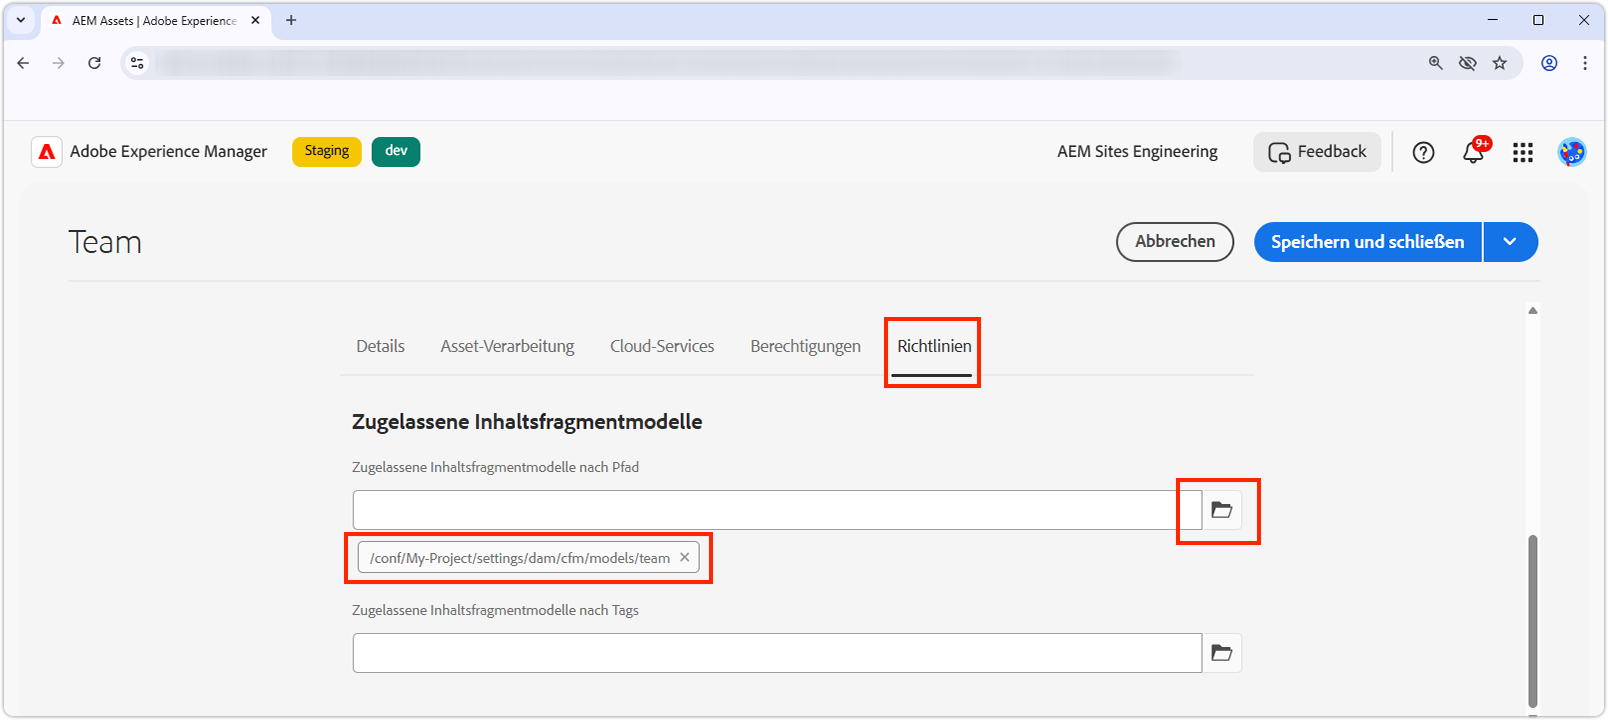 AEM Assets | Adobe Experience
Adobe Experience Manager Staging dev AEM Sites Engineering Feedback 9+
Team Abbrechen Speichern und schließen
Details Asset-Verarbeitung Cloud-Services Berechtigungen Richtlinien
Zugelassene Inhaltsfragmentmodelle
Zugelassene Inhaltsfragmentmodelle nach Pfad
/conf/My-Project/settings/dam/cfm/models/team
Zugelassene Inhaltsfragmentmodelle nach Tags